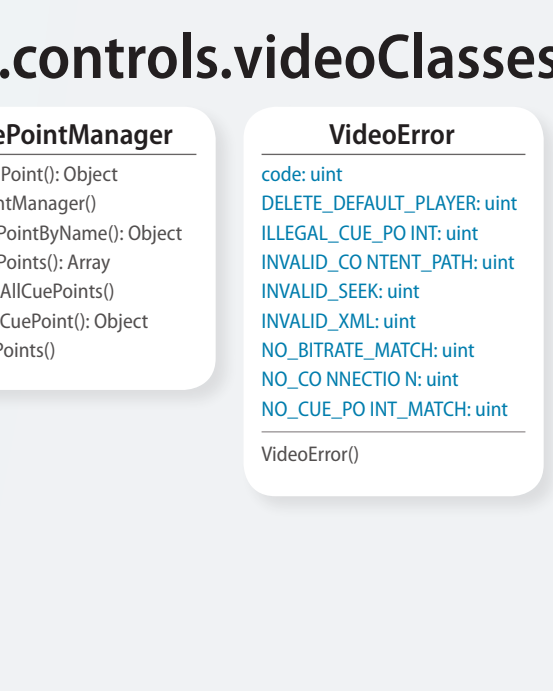 .controls.videoClasses
ePointManager
Point(): Object
ntManager()
PointByName(): Object
Points(): Array
AllCuePoints()
CuePoint(): Object
Points()
VideoError
code: uint
DELETE_DEFAULT_PLAYER: uint
ILLEGAL_CUE_PO INT: uint
INVALID_CO NTENT_PATH: uint
INVALID_SEEK: uint
INVALID_XML: uint
NO_BITRATE_MATCH: uint
NO_CO NNECTIO N: uint
NO_CUE_PO INT_MATCH: uint
VideoError()